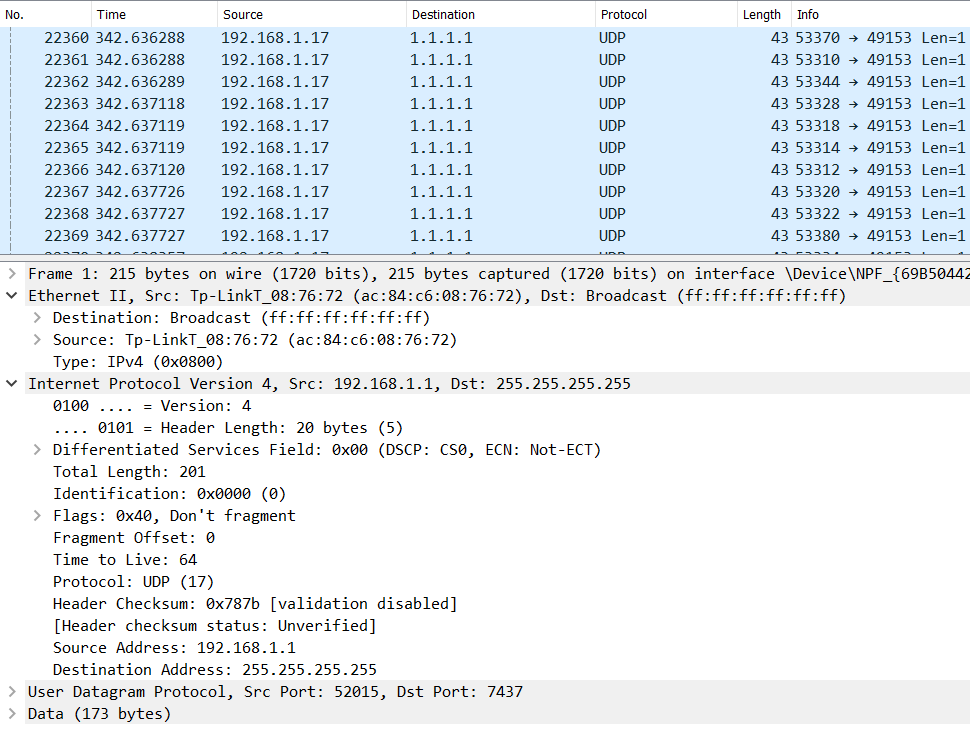 No. Time Source Destination Protocol Length Info
22360 342.636288 192.168.1.17 1.1.1.1 UDP 43 53370 → 49153 Len=1
22361 342.636288 192.168.1.17 1.1.1.1 UDP 43 53310 → 49153 Len=1
22362 342.636289 192.168.1.17 1.1.1.1 UDP 43 53344 → 49153 Len=1
22363 342.637118 192.168.1.17 1.1.1.1 UDP 43 53328 → 49153 Len=1
22364 342.637119 192.168.1.17 1.1.1.1 UDP 43 53318 → 49153 Len=1
22365 342.637119 192.168.1.17 1.1.1.1 UDP 43 53314 → 49153 Len=1
22366 342.637120 192.168.1.17 1.1.1.1 UDP 43 53312 → 49153 Len=1
22367 342.637726 192.168.1.17 1.1.1.1 UDP 43 53320 → 49153 Len=1
22368 342.637727 192.168.1.17 1.1.1.1 UDP 43 53322 → 49153 Len=1
22369 342.637727 192.168.1.17 1.1.1.1 UDP 43 53380 → 49153 Len=1
Frame 1: 215 bytes on wire (1720 bits), 215 bytes captured (1720 bits) on interface \Device\NPF_{69B50442
Ethernet II, Src: Tp-LinkT_08:76:72 (ac:84:c6:08:76:72), Dst: Broadcast (ff:ff:ff:ff:ff:ff)
Destination: Broadcast (ff:ff:ff:ff:ff:ff)
Source: Tp-LinkT_08:76:72 (ac:84:c6:08:76:72)
Type: IPv4 (0x0800)
Internet Protocol Version 4, Src: 192.168.1.1, Dst: 255.255.255.255
0100 .... = Version: 4
.... 0101 = Header Length: 20 bytes (5)
Differentiated Services Field: 0x00 (DSCP: CS0, ECN: Not-ECT)
Total Length: 201
Identification: 0x0000 (0)
Flags: 0x40, Don't fragment
Fragment Offset: 0
Time to Live: 64
Protocol: UDP (17)
Header Checksum: 0x787b [validation disabled]
[Header checksum status: Unverified]
Source Address: 192.168.1.1
Destination Address: 255.255.255.255
User Datagram Protocol, Src Port: 52015, Dst Port: 7437
Data (173 bytes)